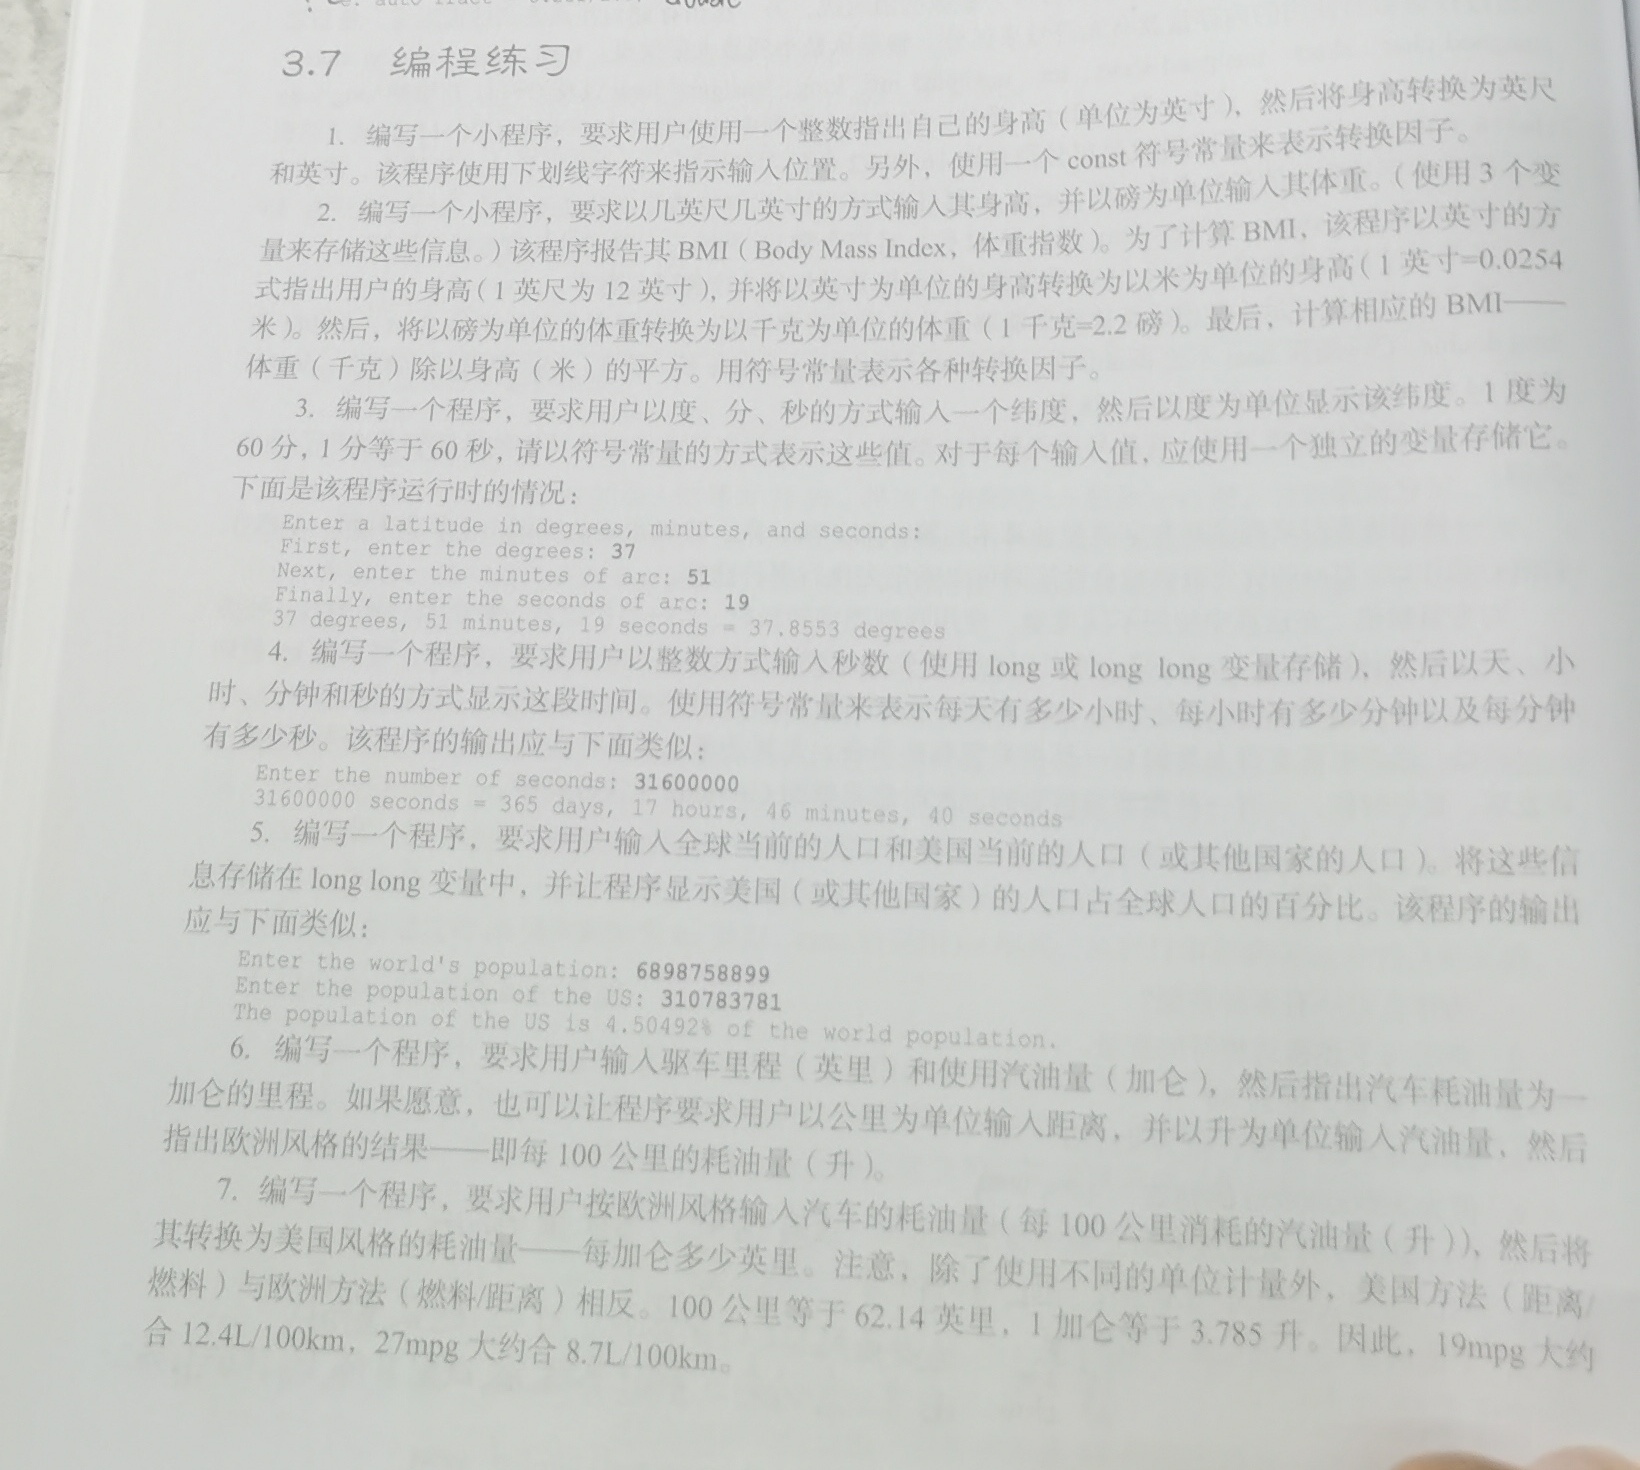 3.7 编程练习
1. 编写一个小程序，要求用户使用一个整数指出自己的身高（单位为英寸），然后将身高转换为英尺
和英寸。该程序使用下划线字符来指示输入位置。另外，使用一个 const 符号常量来表示转换因子。
2. 编写一个小程序，要求以几英尺几英寸的方式输入其身高，并以磅为单位输入其体重。（使用 3 个变
量来存储这些信息。）该程序报告其 BMI（Body Mass Index，体重指数）。为了计算 BMI，该程序以英寸的方
式指出用户的身高（1 英尺为 12 英寸），并将以英寸为单位的身高转换为以米为单位的身高（1 英寸=0.0254
米）。然后，将以磅为单位的体重转换为以千克为单位的体重（1 千克=2.2 磅）。最后，计算相应的 BMI——
体重（千克）除以身高（米）的平方。用符号常量表示各种转换因子。
3. 编写一个程序，要求用户以度、分、秒的方式输入一个纬度，然后以度为单位显示该纬度。1 度为
60 分，1 分等于 60 秒，请以符号常量的方式表示这些值。对于每个输入值，应使用一个独立的变量存储它。
下面是该程序运行时的情况：
Enter a latitude in degrees, minutes, and seconds:
First, enter the degrees: 37
Next, enter the minutes of arc: 51
Finally, enter the seconds of arc: 19
37 degrees, 51 minutes, 19 seconds = 37.8553 degrees
4. 编写一个程序，要求用户以整数方式输入秒数（使用 long 或 long long 变量存储），然后以天、小
时、分钟和秒的方式显示这段时间。使用符号常量来表示每天有多少小时、每小时有多少分钟以及每分钟
有多少秒。该程序的输出应与下面类似：
Enter the number of seconds: 31600000
31600000 seconds = 365 days, 17 hours, 46 minutes, 40 seconds
5. 编写一个程序，要求用户输入全球当前的人口和美国当前的人口（或其他国家的人口）。将这些信
息存储在 long long 变量中，并让程序显示美国（或其他国家）的人口占全球人口的百分比。该程序的输出
应与下面类似：
Enter the world's population: 6898758899
Enter the population of the US: 310783781
The population of the US is 4.50492% of the world population.
6. 编写一个程序，要求用户输入驱车里程（英里）和使用汽油量（加仑），然后指出汽车耗油量为一
加仑的里程。如果愿意，也可以让程序要求用户以公里为单位输入距离，并以升为单位输入汽油量，然后
指出欧洲风格的结果——即每 100 公里的耗油量（升）。
7. 编写一个程序，要求用户按欧洲风格输入汽车的耗油量（每 100 公里消耗的汽油量（升）），然后将
其转换为美国风格的耗油量——每加仑多少英里。注意，除了使用不同的单位计量外，美国方法（距离/
燃料）与欧洲方法（燃料/距离）相反。100 公里等于 62.14 英里，1 加仑等于 3.785 升。因此，19mpg 大约
合 12.4L/100km，27mpg 大约合 8.7L/100km。